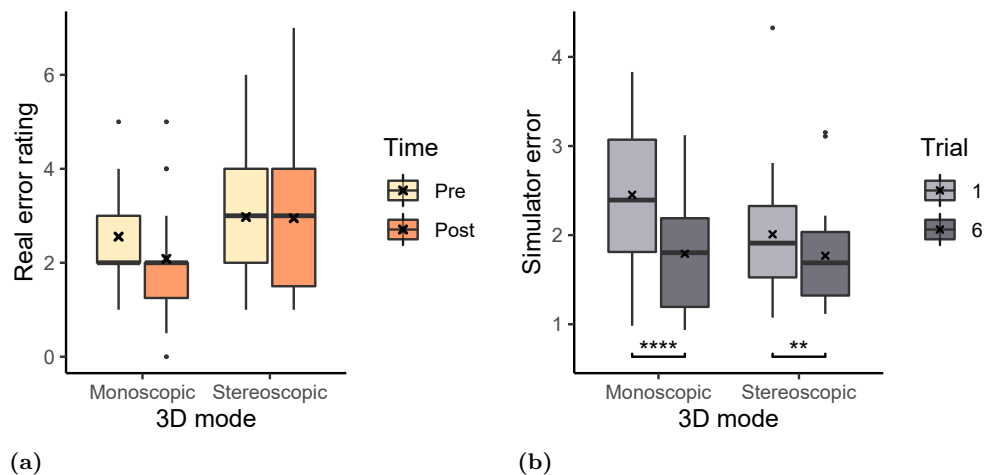 Real error rating
6
4
2
0
Monoscopic Stereoscopic
3D mode
Time
Pre
Post
(a)
Simulator error
4
3
2
1
**** **
Monoscopic Stereoscopic
3D mode
Trial
1
6
(b)